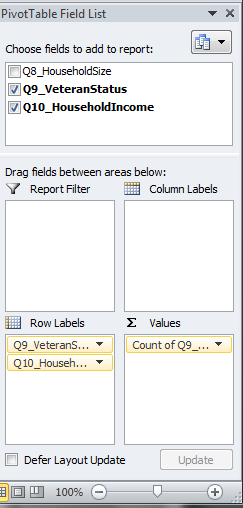 PivotTable Field List
Choose fields to add to report:
Q8_HouseholdSize
Q9_VeteranStatus
Q10_HouseholdIncome
Drag fields between areas below:
Report Filter
Column Labels
Row Labels
Σ Values
Q9_VeteranS...
Count of Q9_...
Q10_Househ...
Defer Layout Update
Update
100%